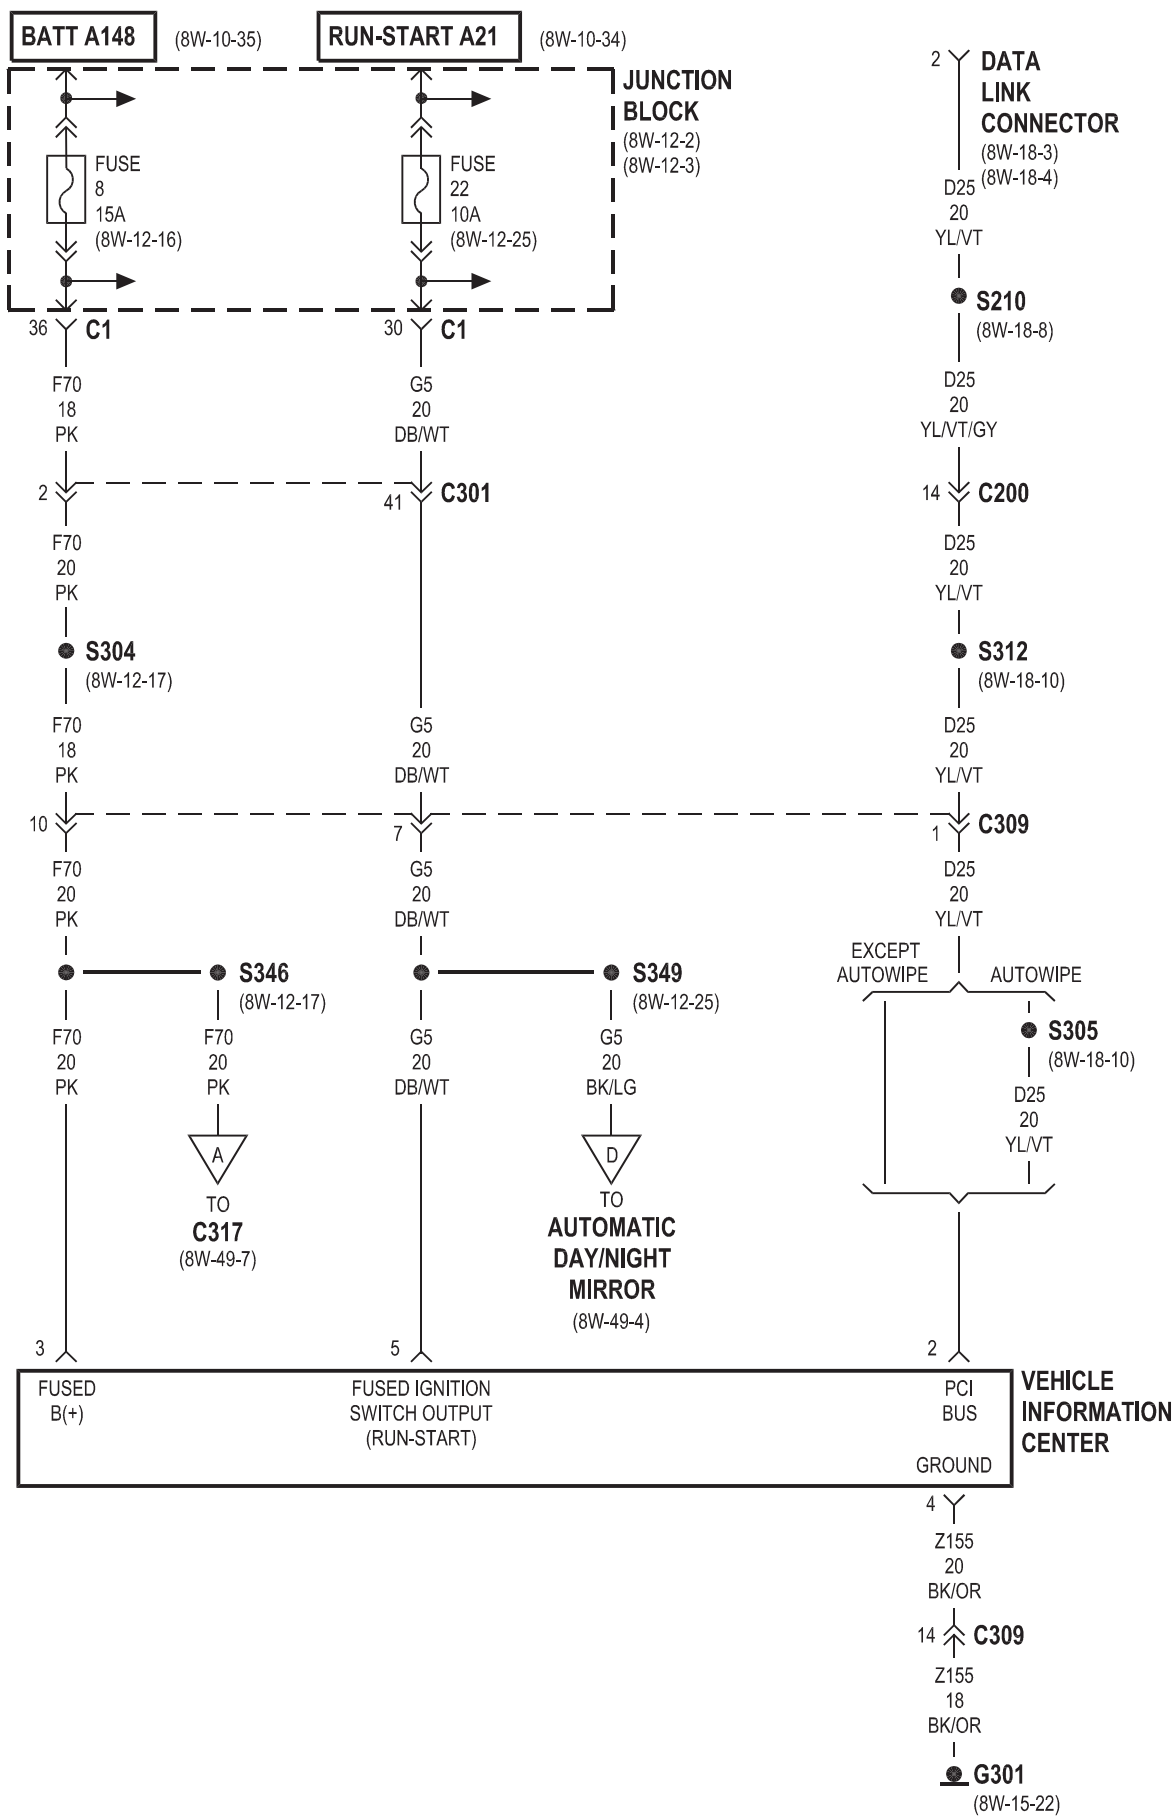 BATT A148
(8W-10-35)
RUN-START A21
(8W-10-34)
JUNCTION
BLOCK
(8W-12-2)
(8W-12-3)
2
DATA
LINK
CONNECTOR
(8W-18-3)
(8W-18-4)
FUSE
8
15A
(8W-12-16)
FUSE
22
10A
(8W-12-25)
D25
20
YL/VT
S210
(8W-18-8)
36
C1
30
C1
F70
18
PK
G5
20
DB/WT
D25
20
YL/VT/GY
2
41
C301
14
C200
F70
20
PK
D25
20
YL/VT
S304
(8W-12-17)
S312
(8W-18-10)
F70
18
PK
G5
20
DB/WT
D25
20
YL/VT
10
7
1
C309
F70
20
PK
G5
20
DB/WT
D25
20
YL/VT
EXCEPT
AUTOWIPE
AUTOWIPE
S346
(8W-12-17)
S349
(8W-12-25)
S305
(8W-18-10)
F70
20
PK
F70
20
PK
G5
20
DB/WT
G5
20
BK/LG
D25
20
YL/VT
A
TO
C317
(8W-49-7)
D
TO
AUTOMATIC
DAY/NIGHT
MIRROR
(8W-49-4)
3
5
2
FUSED
B(+)
FUSED IGNITION
SWITCH OUTPUT
(RUN-START)
PCI
BUS
GROUND
VEHICLE
INFORMATION
CENTER
4
Z155
20
BK/OR
14
C309
Z155
18
BK/OR
G301
(8W-15-22)